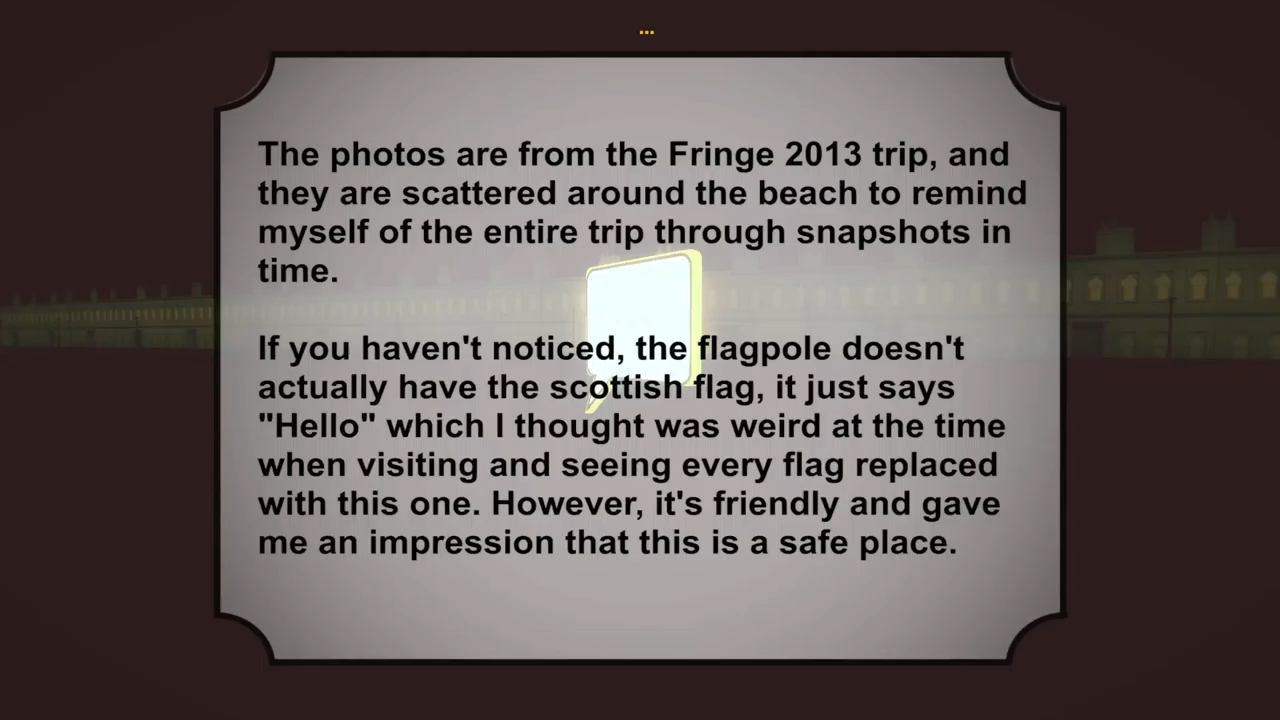 ...
The photos are from the Fringe 2013 trip, and
they are scattered around the beach to remind
myself of the entire trip through snapshots in
time.
If you haven't noticed, the flagpole doesn't
actually have the scottish flag, it just says
"Hello" which I thought was weird at the time
when visiting and seeing every flag replaced
with this one. However, it's friendly and gave
me an impression that this is a safe place.